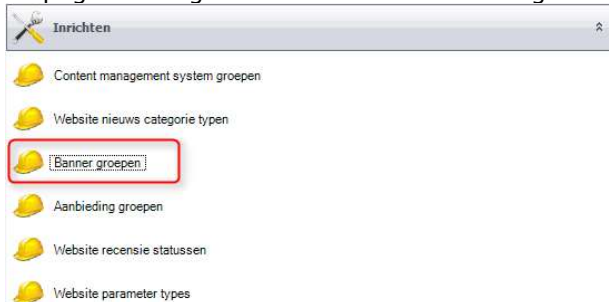 Inrichten
Content management system groepen
Website nieuws categorie typen
Banner groepen
Aanbieding groepen
Website recensie statussen
Website parameter types